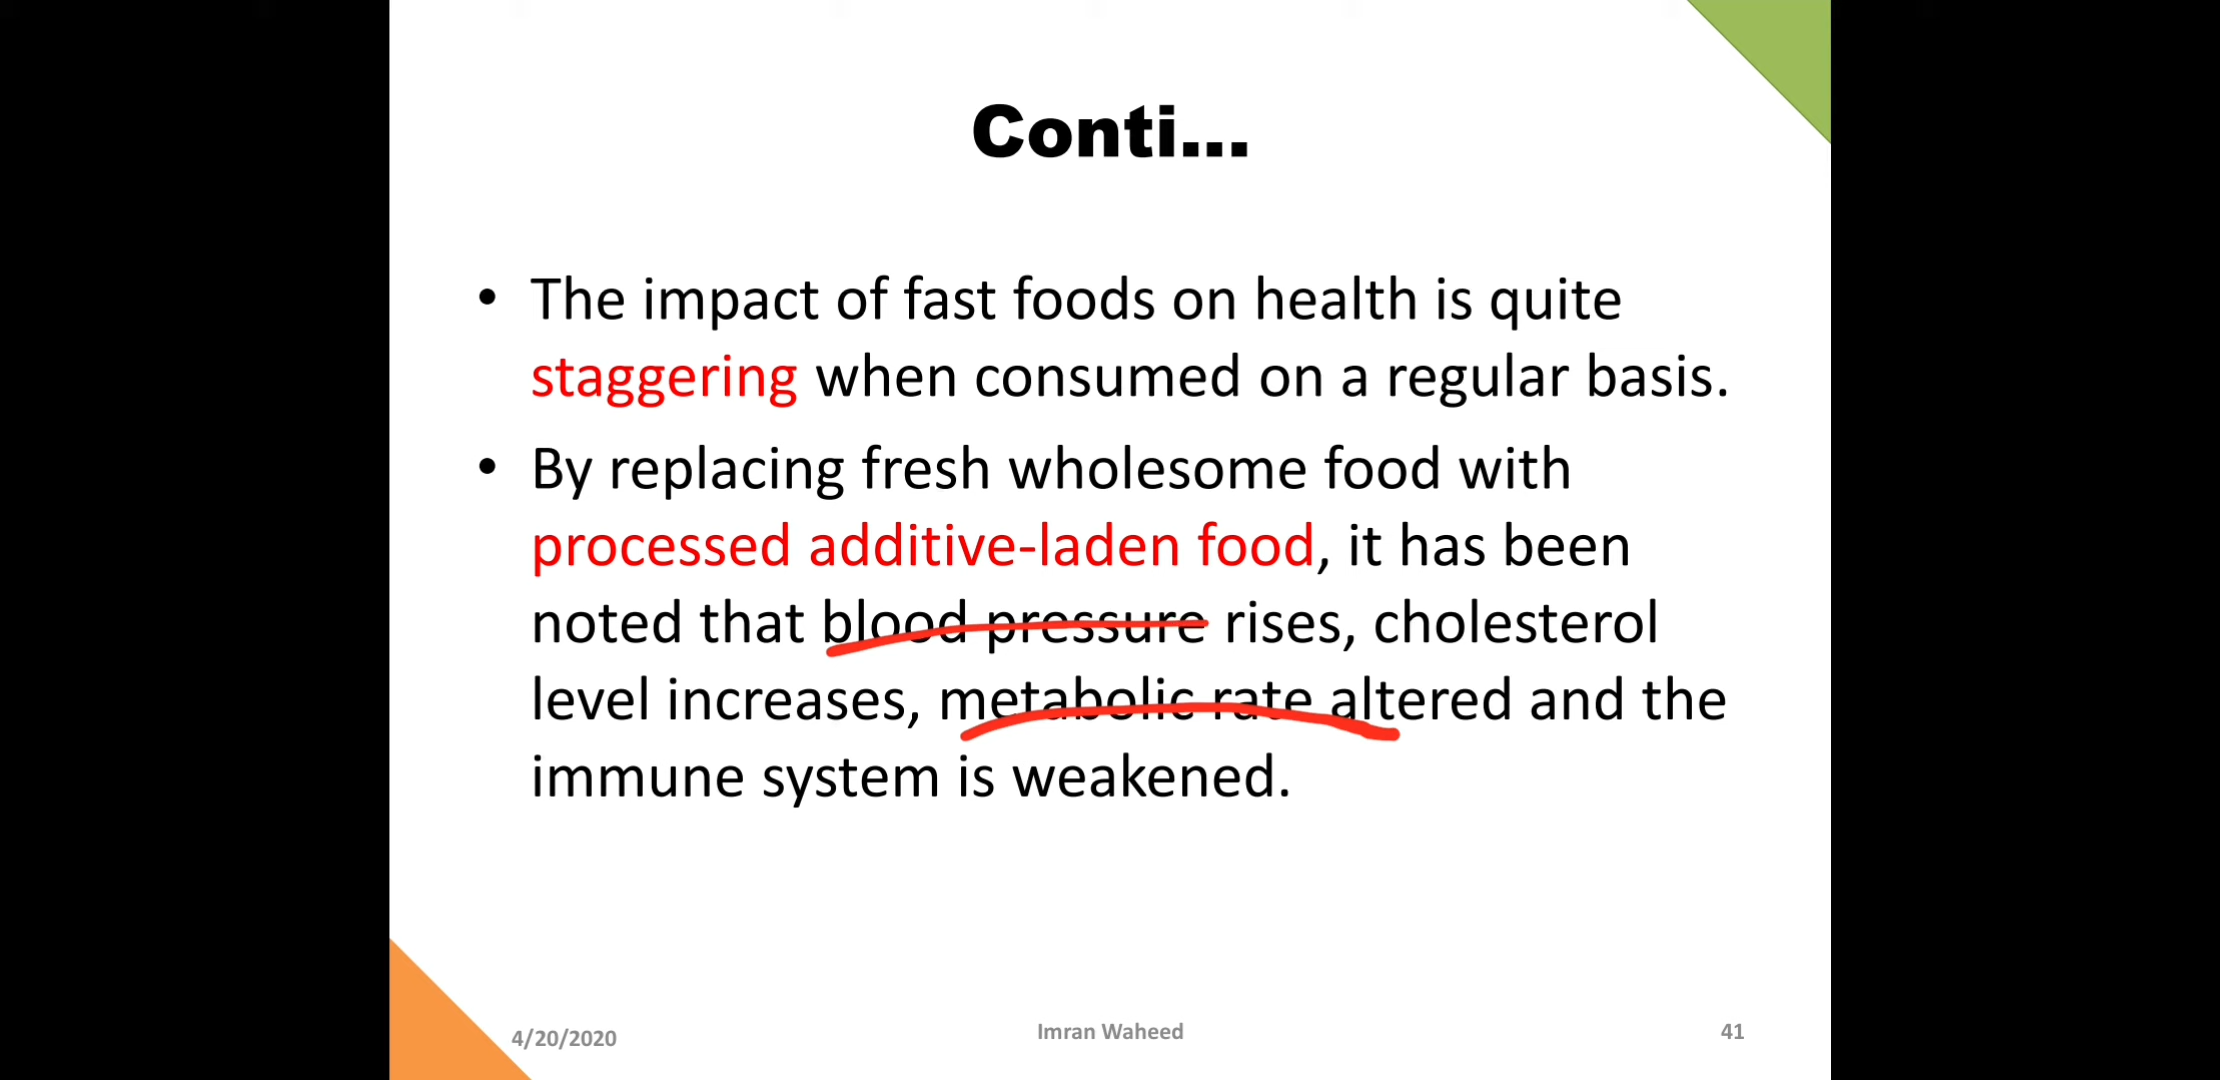 Conti...
• The impact of fast foods on health is quite
staggering when consumed on a regular basis.
• By replacing fresh wholesome food with
processed additive-laden food, it has been
noted that blood pressure rises, cholesterol
level increases, metabolic rate altered and the
immune system is weakened.
4/20/2020
Imran Waheed
41